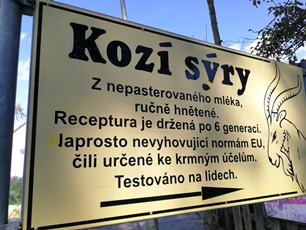 Kozí sýry
Z nepasterovaného mléka,
ručně hnětené.
Receptura je držená po 6 generací.
Naprosto nevyhovující normám EU,
čili určené ke krmným účelům.
Testováno na lidech.